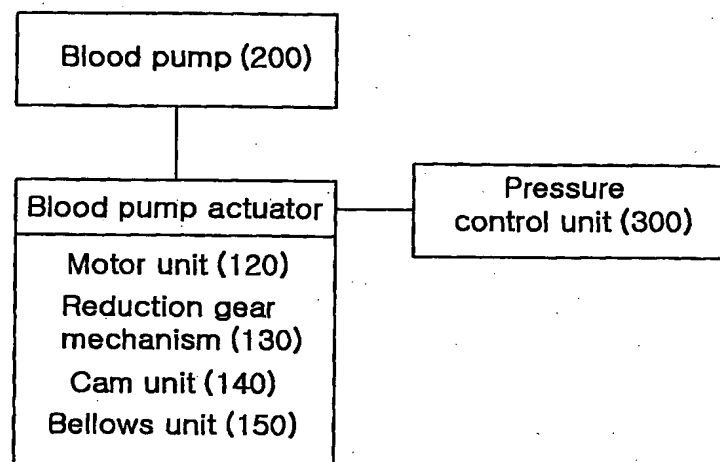 Blood pump (200)
Blood pump actuator
Motor unit (120)
Reduction gear
mechanism (130)
Cam unit (140)
Bellows unit (150)
Pressure
control unit (300)